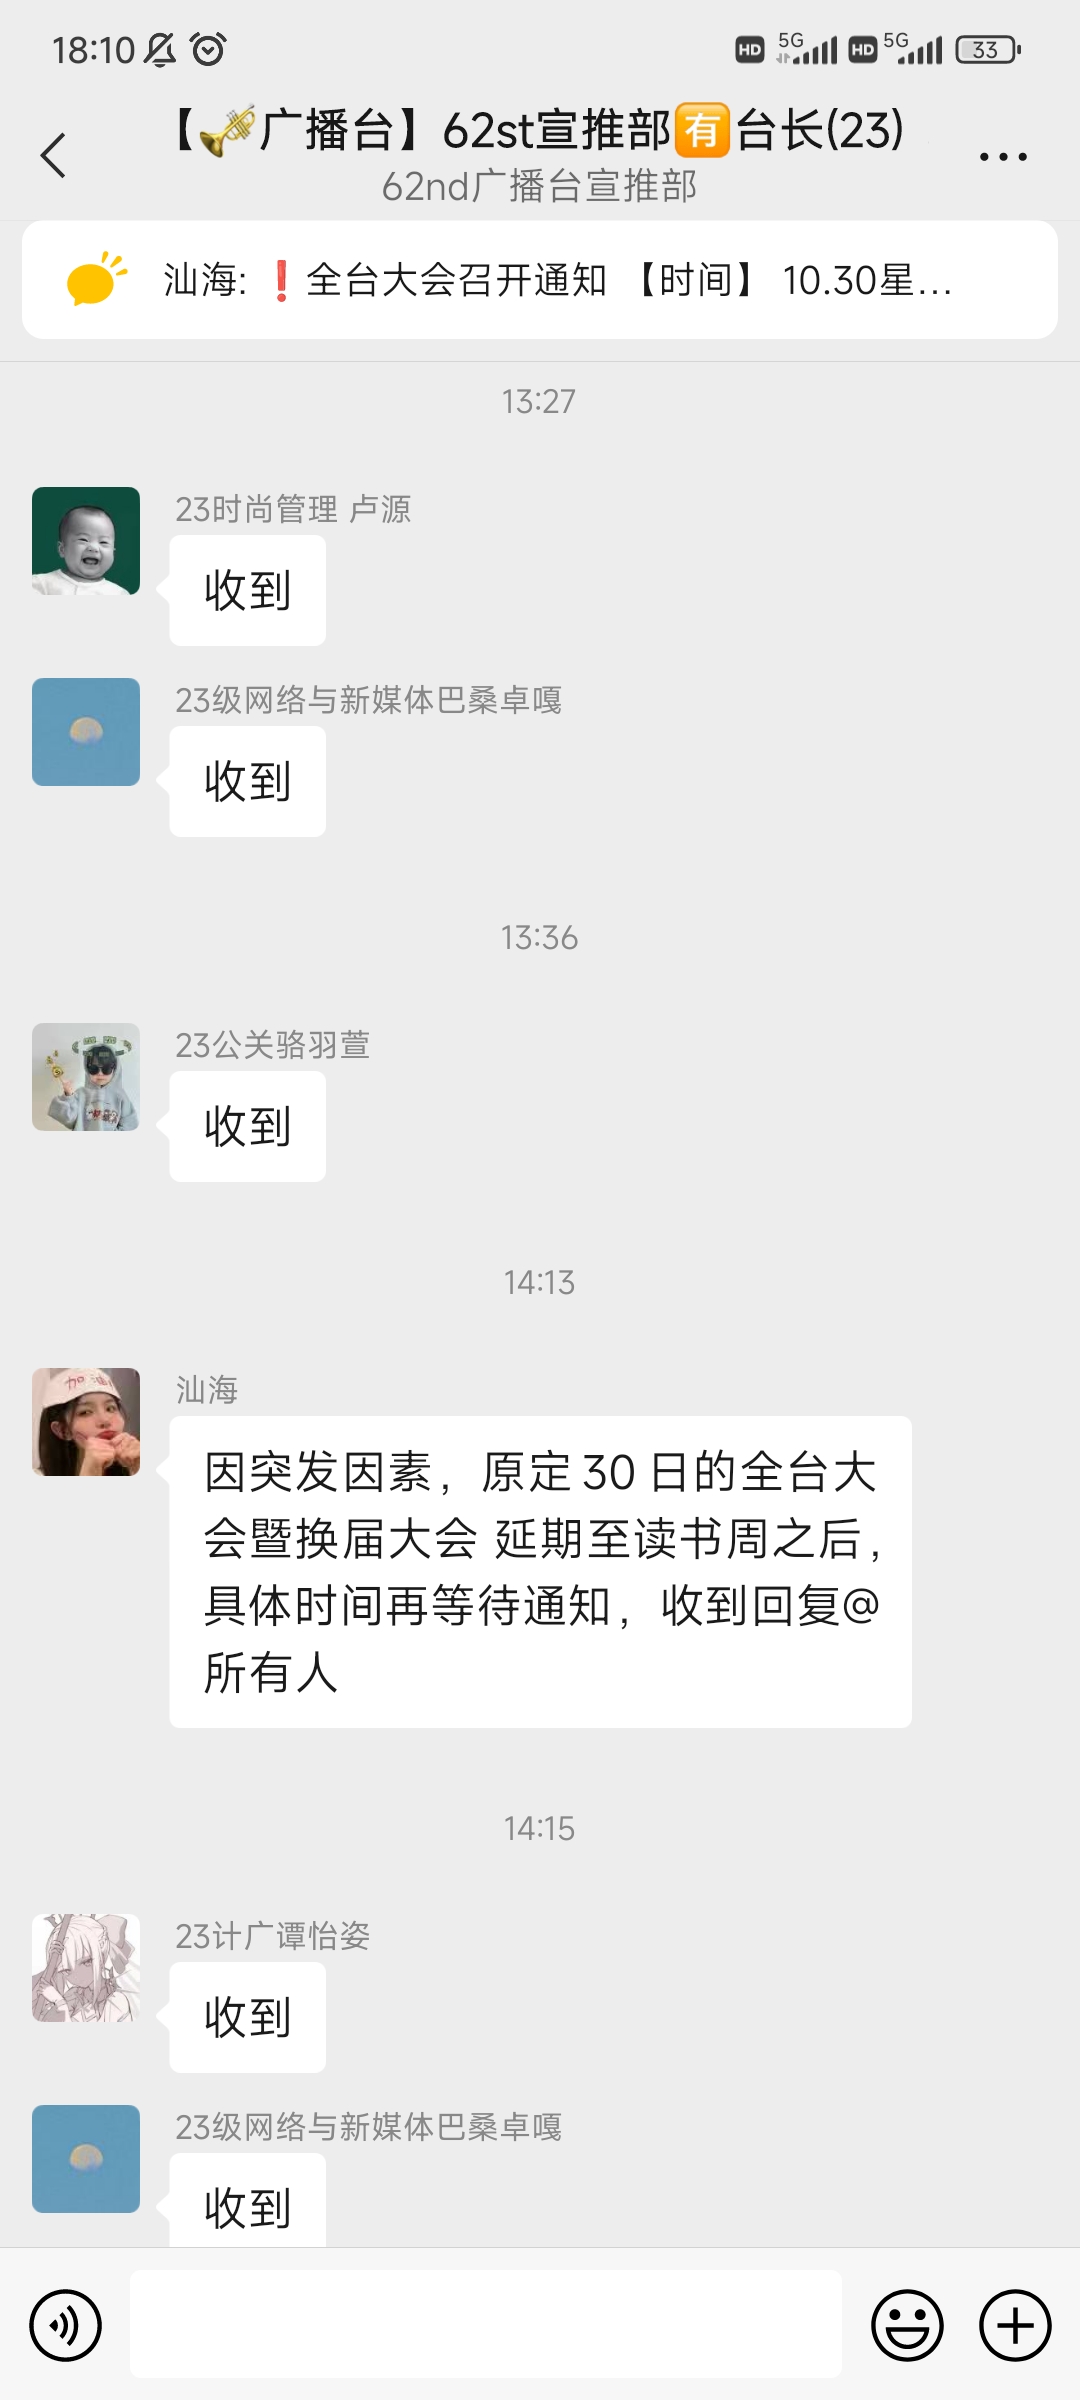 18:10 HD 5G HD 5G 33
【🎺广播台】62st宣推部🈶台长(23)
62nd广播台宣推部
汕海: ❗全台大会召开通知 【时间】 10.30星...
13:27
23时尚管理 卢源
收到
23级网络与新媒体巴桑卓嘎
收到
13:36
23公关骆羽萱
收到
14:13
加油
汕海
因突发因素，原定 30 日的全台大
会暨换届大会 延期至读书周之后，
具体时间再等待通知，收到回复@
所有人
14:15
23计广谭怡姿
收到
23级网络与新媒体巴桑卓嘎
收到